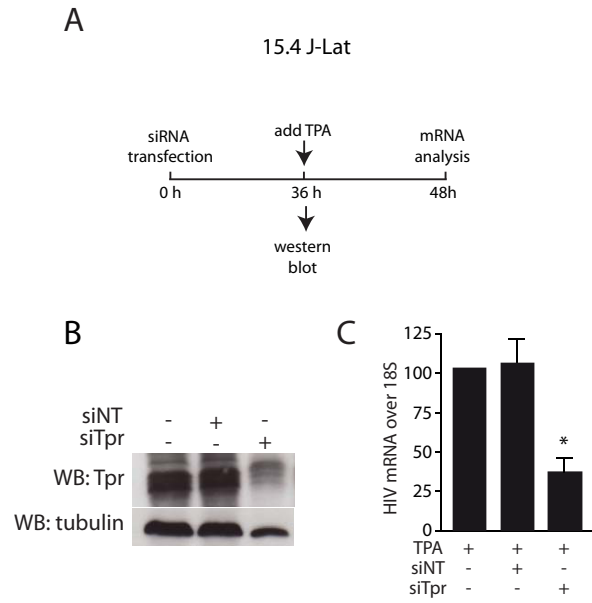 A
15.4 J-Lat
siRNA
transfection
add TPA
mRNA
analysis
0 h
36 h
48h
western
blot
B
siNT - + -
siTpr - - +
WB: Tpr
WB: tubulin
C
HIV mRNA over 18S
125
100
75
50
25
0
*
TPA + + +
siNT - + -
siTpr - - +